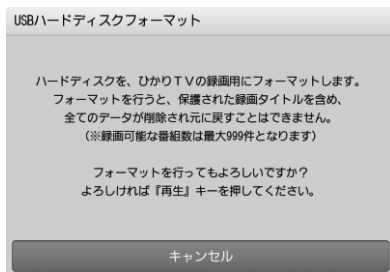 USBハードディスクフォーマット
ハードディスクを、ひかりTVの録画用にフォーマットします。
フォーマットを行うと、保護された録画タイトルを含め、
全てのデータが削除され元に戻すことはできません。
(※録画可能な番組数は最大999件となります)
フォーマットを行ってもよろしいですか?
よろしければ『再生』キーを押してください。
キャンセル